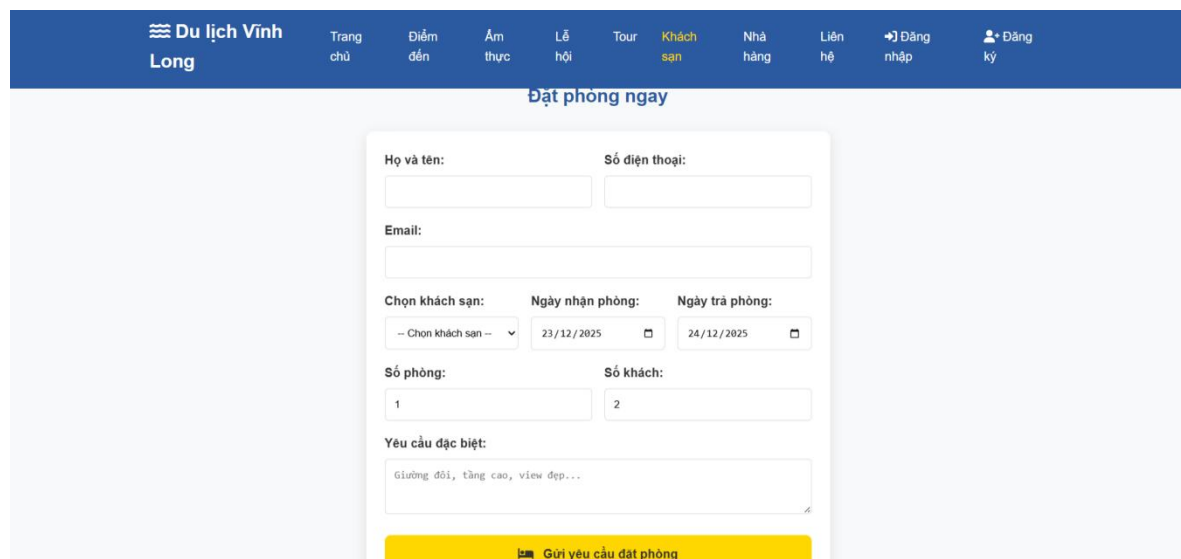 Du lịch Vĩnh Long
Trang chủ
Điểm đến
Ẩm thực
Lễ hội
Tour
Khách sạn
Nhà hàng
Liên hệ
Đăng nhập
Đăng ký
Đặt phòng ngay
Họ và tên: Số điện thoại:
Email:
Chọn khách sạn: Ngày nhận phòng: Ngày trả phòng:
-- Chọn khách sạn -- 23/12/2025 24/12/2025
Số phòng: Số khách:
1 2
Yêu cầu đặc biệt:
Giường đôi, tầng cao, view đẹp...
Gửi yêu cầu đặt phòng